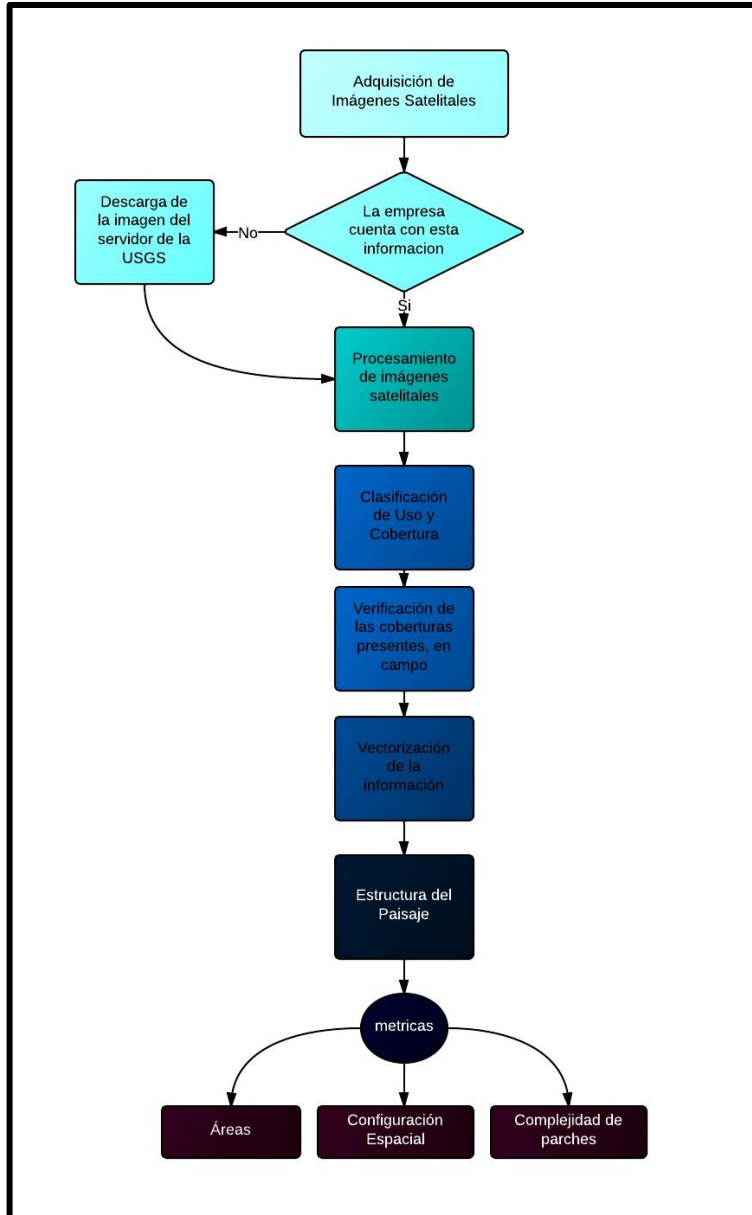 Adquisición de
Imágenes Satelitales
La empresa
cuenta con esta
informacion
No
Descarga de
la imagen del
servidor de la
USGS
Si
Procesamiento
de imágenes
satelitales
Clasificación
de Uso y
Cobertura
Verificación de
las coberturas
presentes, en
campo
Vectorización
de la
información
Estructura del
Paisaje
metricas
Áreas
Configuración
Espacial
Complejidad de
parches